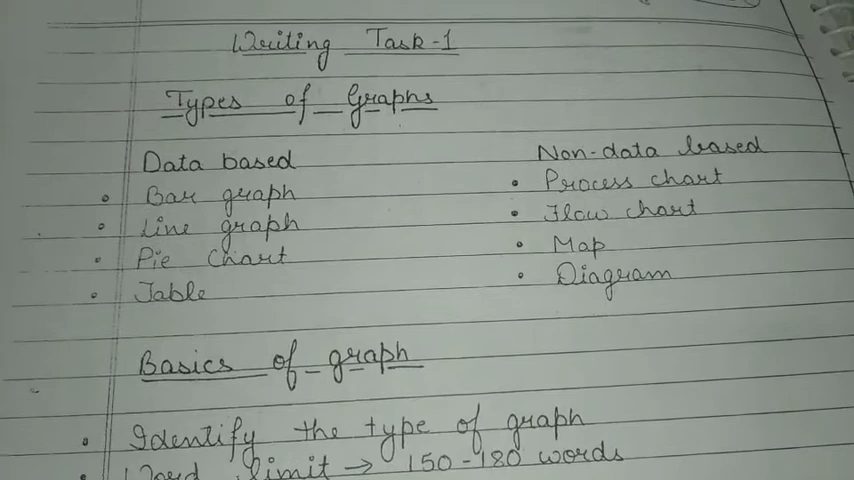 Writing Task-1
Types of Graphs
Data based
• Bar graph
• Line graph
• Pie chart
• Table
Non-data based
• Process chart
• Flow chart
• Map
• Diagram
Basics of graph
• Identify the type of graph
• Word limit → 150-180 words